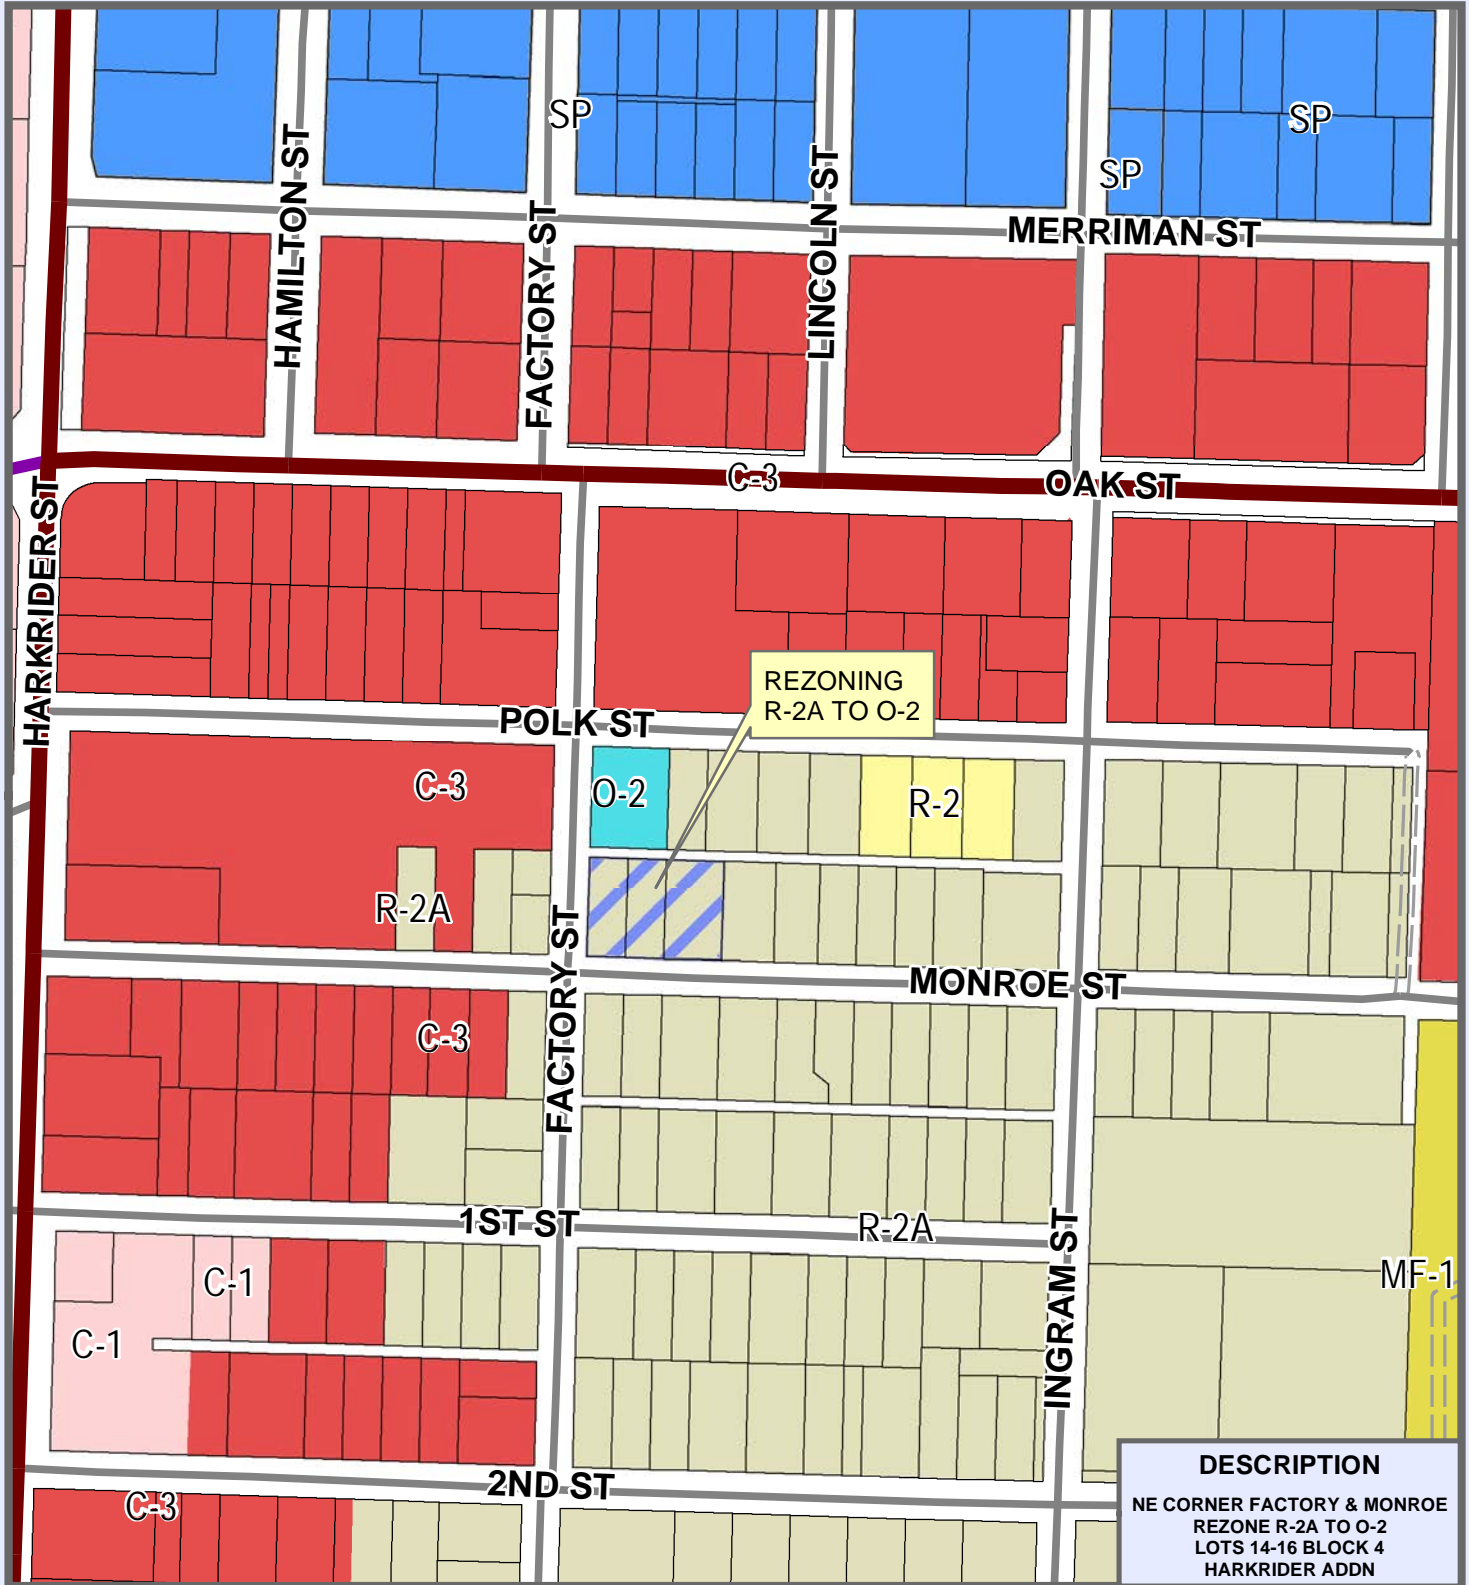 SP
SP
SP
HAMILTON ST
FACTORY ST
LINCOLN ST
MERRIMAN ST
C-3
OAK ST
HARKRIDER ST
REZONING
R-2A TO O-2
POLK ST
C-3
O-2
R-2
R-2A
FACTORY ST
MONROE ST
C-3
1ST ST
R-2A
INGRAM ST
C-1
C-1
MF-1
2ND ST
C-3
DESCRIPTION
NE CORNER FACTORY & MONROE
REZONE R-2A TO O-2
LOTS 14-16 BLOCK 4
HARKRIDER ADDN